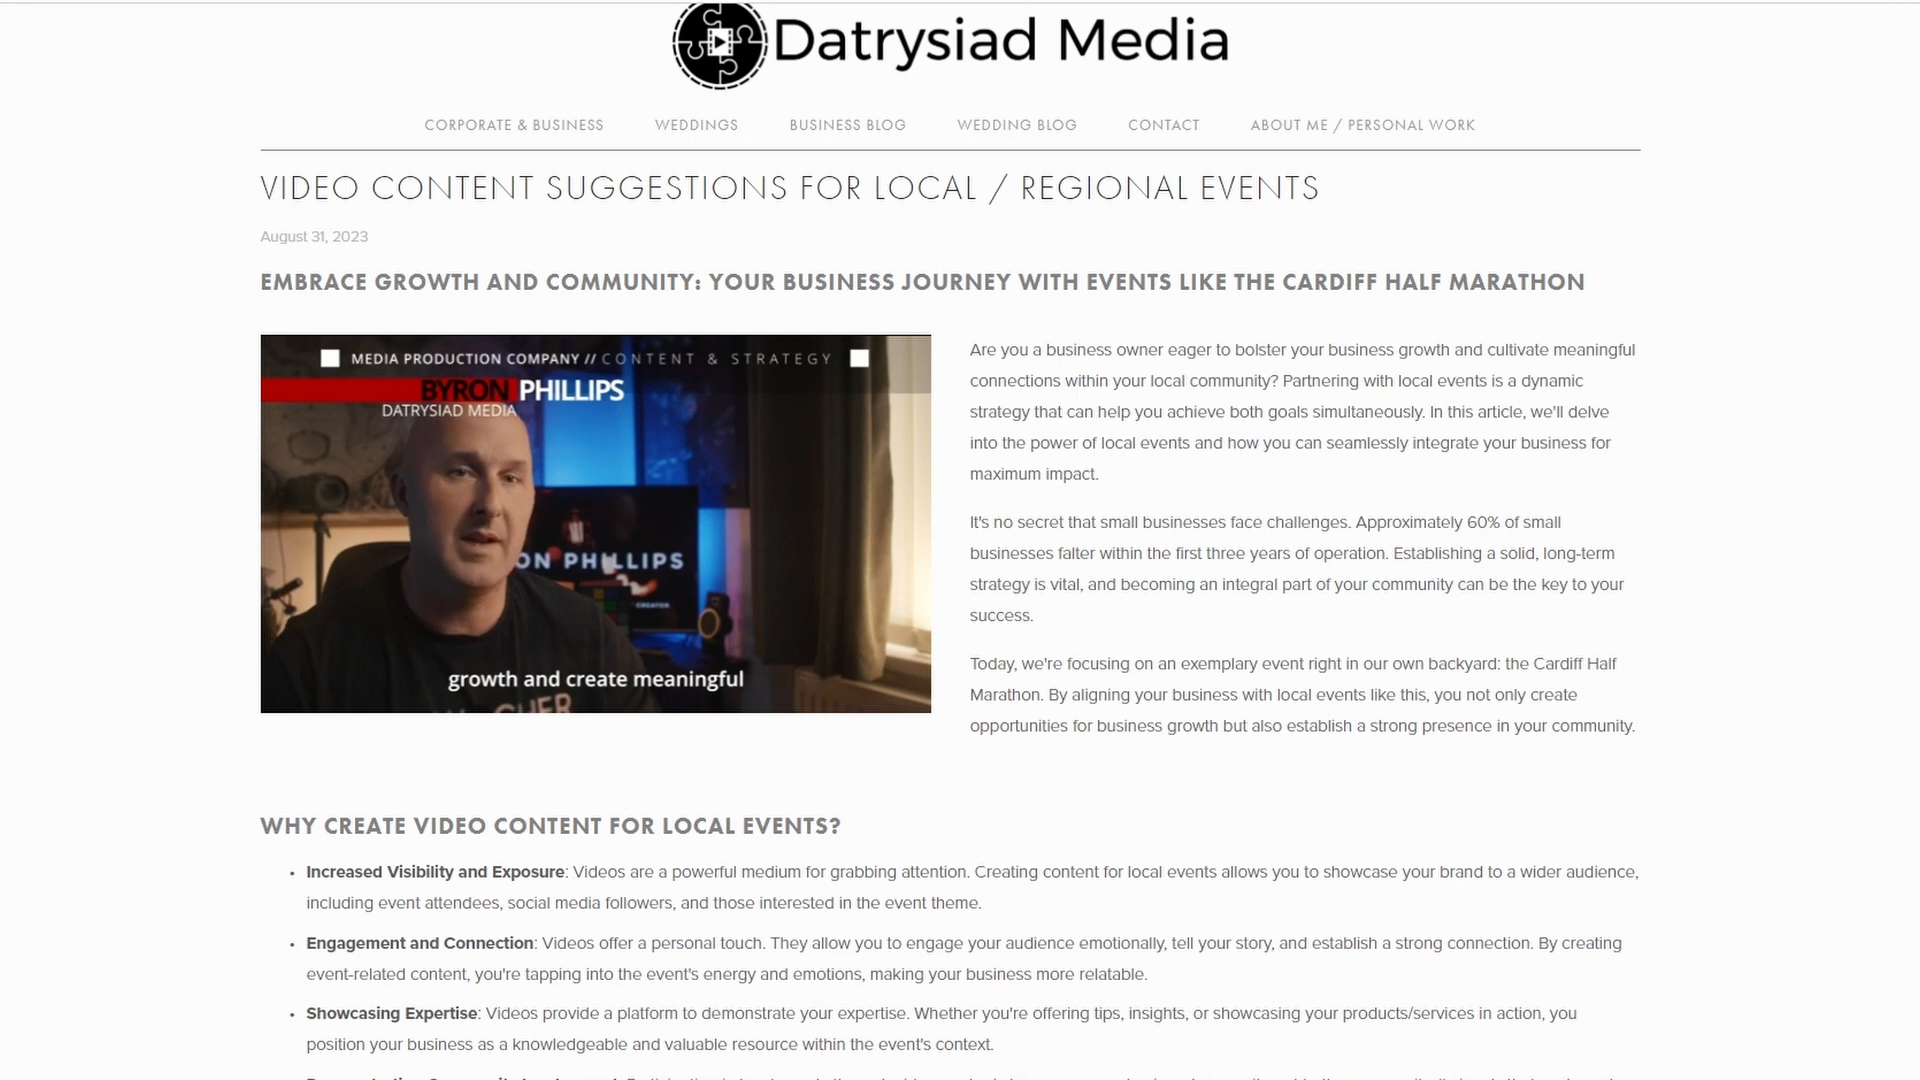 Datrysiad Media
CORPORATE & BUSINESS WEDDINGS BUSINESS BLOG WEDDING BLOG CONTACT ABOUT ME / PERSONAL WORK
VIDEO CONTENT SUGGESTIONS FOR LOCAL / REGIONAL EVENTS
August 31, 2023
EMBRACE GROWTH AND COMMUNITY: YOUR BUSINESS JOURNEY WITH EVENTS LIKE THE CARDIFF HALF MARATHON
MEDIA PRODUCTION COMPANY // CONTENT & STRATEGY
BYRON PHILLIPS
DATRYSIAD MEDIA
ON PHILLIPS
CREATOR
growth and create meaningful
Are you a business owner eager to bolster your business growth and cultivate meaningful
connections within your local community? Partnering with local events is a dynamic
strategy that can help you achieve both goals simultaneously. In this article, we'll delve
into the power of local events and how you can seamlessly integrate your business for
maximum impact.
It's no secret that small businesses face challenges. Approximately 60% of small
businesses falter within the first three years of operation. Establishing a solid, long-term
strategy is vital, and becoming an integral part of your community can be the key to your
success.
Today, we're focusing on an exemplary event right in our own backyard: the Cardiff Half
Marathon. By aligning your business with local events like this, you not only create
opportunities for business growth but also establish a strong presence in your community.
WHY CREATE VIDEO CONTENT FOR LOCAL EVENTS?
• Increased Visibility and Exposure: Videos are a powerful medium for grabbing attention. Creating content for local events allows you to showcase your brand to a wider audience,
including event attendees, social media followers, and those interested in the event theme.
• Engagement and Connection: Videos offer a personal touch. They allow you to engage your audience emotionally, tell your story, and establish a strong connection. By creating
event-related content, you're tapping into the event's energy and emotions, making your business more relatable.
• Showcasing Expertise: Videos provide a platform to demonstrate your expertise. Whether you're offering tips, insights, or showcasing your products/services in action, you
position your business as a knowledgeable and valuable resource within the event's context.